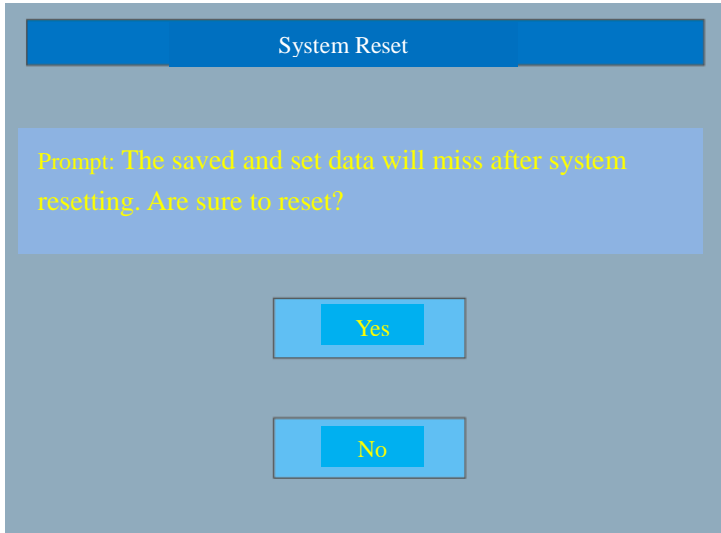 System Reset
Prompt: The saved and set data will miss after system
resetting. Are sure to reset?
Yes
No